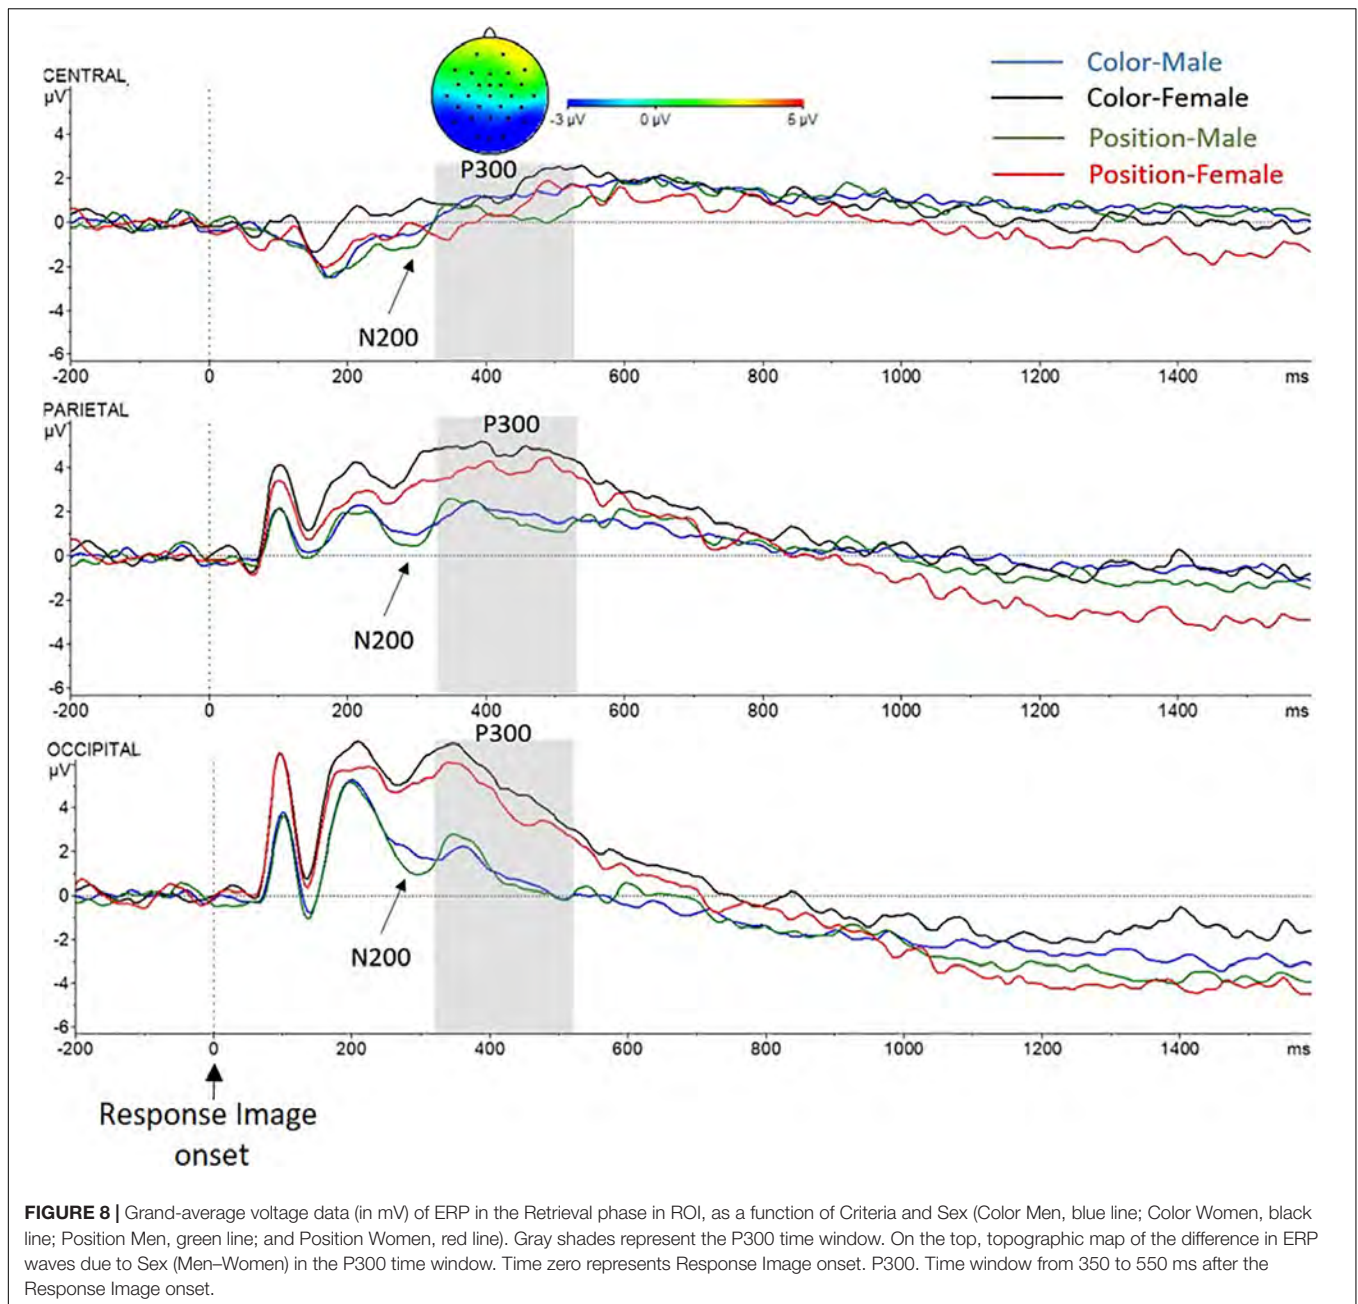 CENTRAL
µV
4
2
0
-2
-4
-6
-200 0 200 400 600 800 1000 1200 1400 ms
-3 µV 0 µV 6 µV
P300
N200
Color-Male
Color-Female
Position-Male
Position-Female
PARIETAL
µV
4
2
0
-2
-4
-6
-200 0 200 400 600 800 1000 1200 1400 ms
P300
N200
OCCIPITAL
µV
4
2
0
-2
-4
-6
-200 0 200 400 600 800 1000 1200 1400 ms
P300
N200
Response Image
onset
FIGURE 8 | Grand-average voltage data (in mV) of ERP in the Retrieval phase in ROI, as a function of Criteria and Sex (Color Men, blue line; Color Women, black
line; Position Men, green line; and Position Women, red line). Gray shades represent the P300 time window. On the top, topographic map of the difference in ERP
waves due to Sex (Men–Women) in the P300 time window. Time zero represents Response Image onset. P300. Time window from 350 to 550 ms after the
Response Image onset.